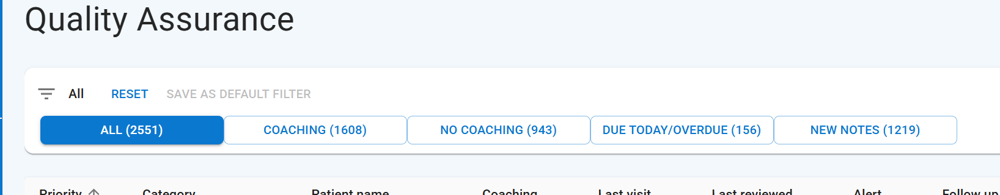 Quality Assurance
All RESET SAVE AS DEFAULT FILTER
ALL (2551) COACHING (1608) NO COACHING (943) DUE TODAY/OVERDUE (156) NEW NOTES (1219)
Priority Category Patient name Coaching Last visit Last reviewed Alert Follow up